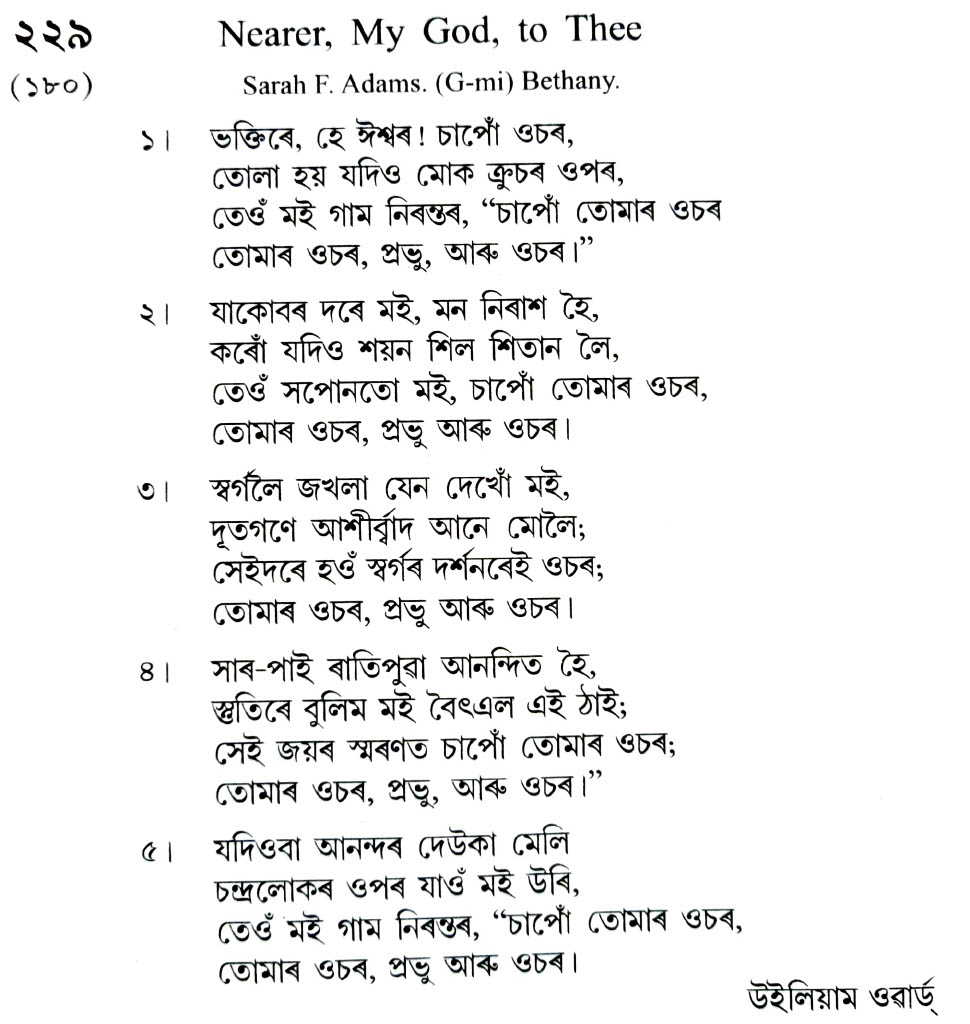 ২২৯ Nearer, My God, to Thee
(১৮০) Sarah F. Adams. (G-mi) Bethany.
১। ভক্তিৰে, হে ঈশ্বৰ! চাপোঁ ওচৰ,
তোলা হয় যদিও মোক ক্রুচৰ ওপৰ,
তেওঁ মই গাম নিৰন্তৰ, “চাপোঁ তোমাৰ ওচৰ
তোমাৰ ওচৰ, প্রভু, আৰু ওচৰ।”
২। যাকোবৰ দৰে মই, মন নিৰাশ হৈ,
কৰোঁ যদিও শয়ন শিল শিতান লৈ,
তেওঁ সপোনতো মই, চাপোঁ তোমাৰ ওচৰ,
তোমাৰ ওচৰ, প্রভু আৰু ওচৰ।
৩। স্বৰ্গলৈ জখলা যেন দেখোঁ মই,
দূতগণে আশীৰ্ব্বাদ আনে মোলৈ;
সেইদৰে হওঁ স্বৰ্গৰ দৰ্শনৰেই ওচৰ;
তোমাৰ ওচৰ, প্রভু আৰু ওচৰ।
৪। সাৰ-পাই ৰাতিপুৱা আনন্দিত হৈ,
স্তুতিৰে বুলিম মই বৈৎএল এই ঠাই;
সেই জয়ৰ স্মৰণত চাপোঁ তোমাৰ ওচৰ;
তোমাৰ ওচৰ, প্রভু, আৰু ওচৰ।”
৫। যদিওবা আনন্দৰ দেউকা মেলি
চন্দ্ৰলোকৰ ওপৰ যাওঁ মই উৰি,
তেওঁ মই গাম নিৰন্তৰ, “চাপোঁ তোমাৰ ওচৰ,
তোমাৰ ওচৰ, প্রভু আৰু ওচৰ।
উইলিয়াম ওৱাৰ্ড্